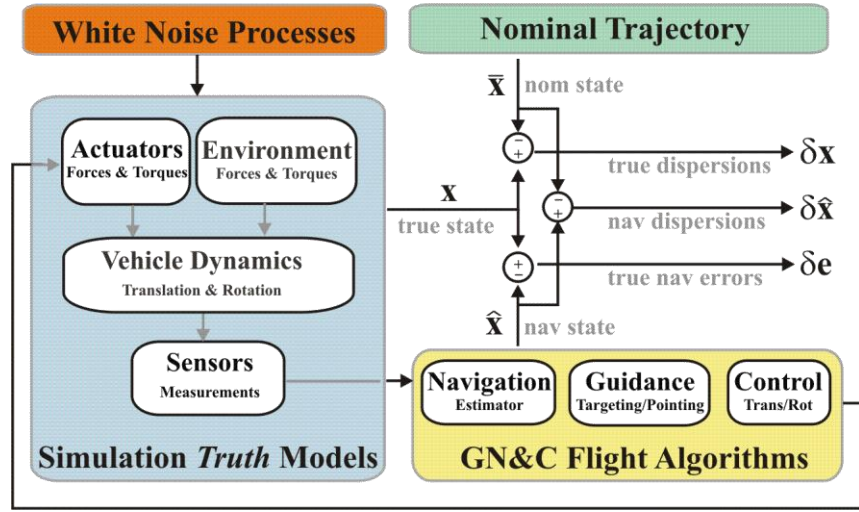 White Noise Processes
Nominal Trajectory
x̄
nom state
Actuators
Forces & Torques
Environment
Forces & Torques
− +
δx
true dispersions
x
true state
− +
δx̂
nav dispersions
Vehicle Dynamics
Translation & Rotation
+ −
δe
true nav errors
x̂
nav state
Sensors
Measurements
Navigation
Estimator
Guidance
Targeting/Pointing
Control
Trans/Rot
Simulation Truth Models
GN&C Flight Algorithms